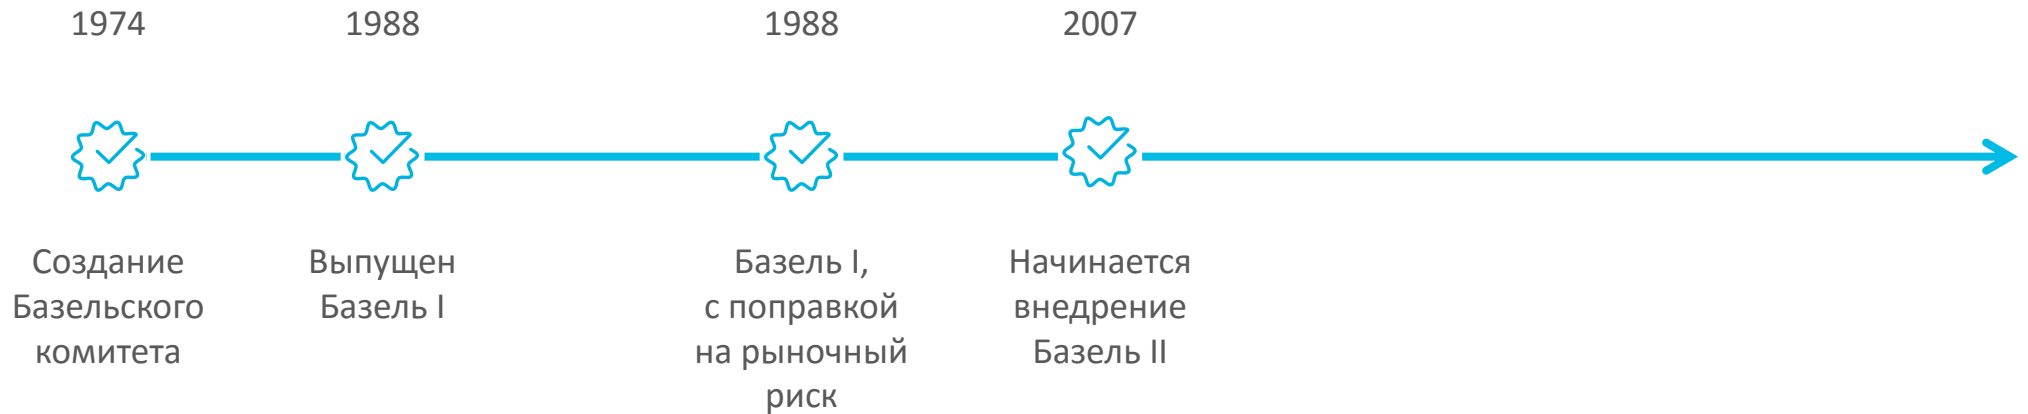 1974
1988
1988
2007
Создание
Базельского
комитета
Выпущен
Базель I
Базель I,
с поправкой
на рыночный
риск
Начинается
внедрение
Базель II